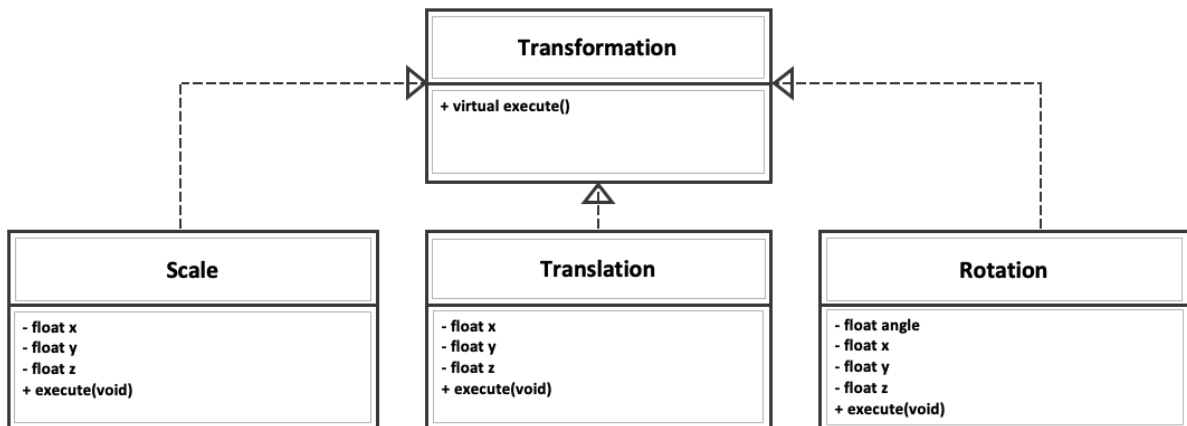 Transformation
+ virtual execute()
Scale
- float x
- float y
- float z
+ execute(void)
Translation
- float x
- float y
- float z
+ execute(void)
Rotation
- float angle
- float x
- float y
- float z
+ execute(void)